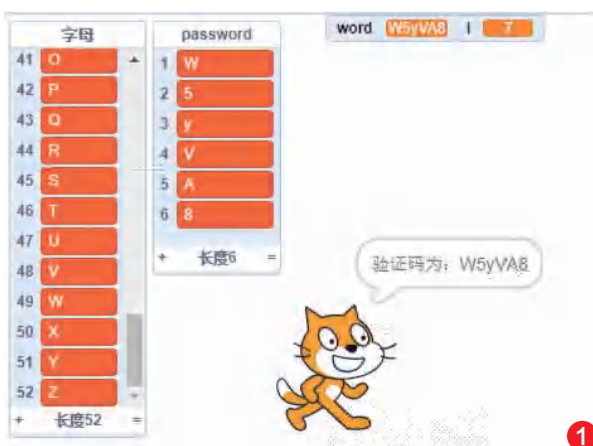 字母
41 O
42 P
43 Q
44 R
45 S
46 T
47 U
48 V
49 W
50 X
51 Y
52 Z
+ 长度52 =
password
1 W
2 5
3 y
4 V
5 A
6 8
+ 长度6 =
word W5yVA8 i 7
验证码为：W5yVA8
1